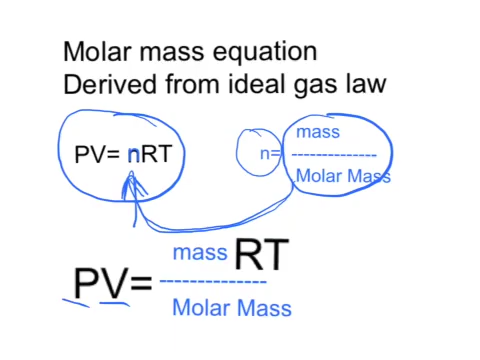 Molar mass equation
Derived from ideal gas law
PV= nRT
n= mass
--------------
Molar Mass
PV= mass RT
--------------
Molar Mass